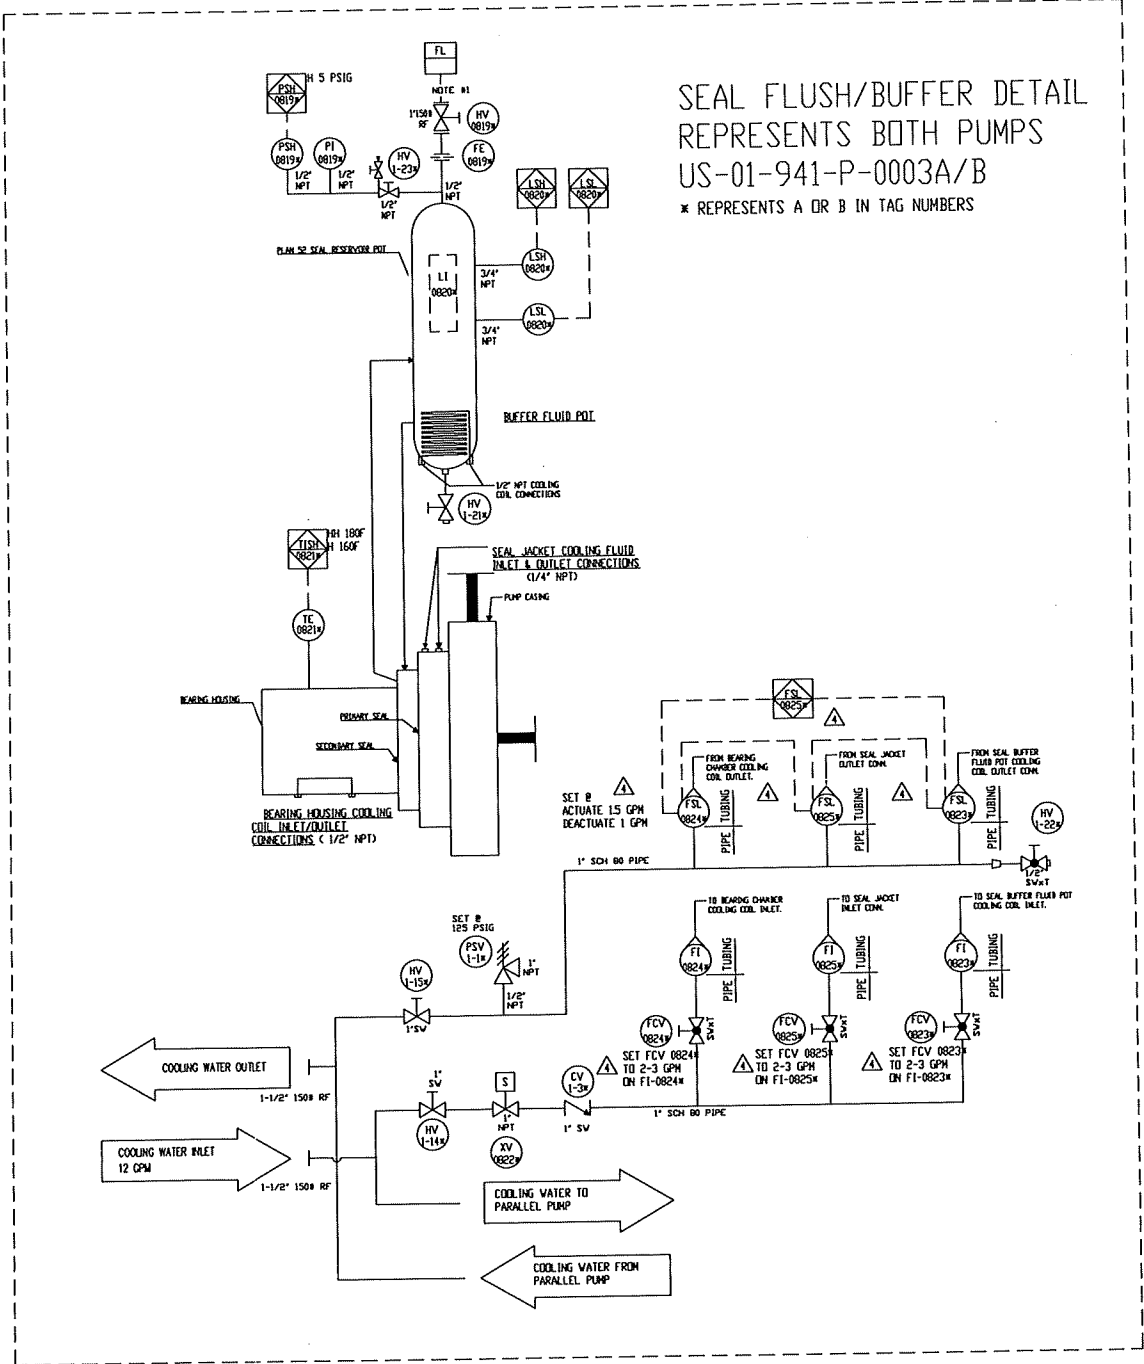 SEAL FLUSH/BUFFER DETAIL
REPRESENTS BOTH PUMPS
US-01-941-P-0003A/B
* REPRESENTS A OR B IN TAG NUMBERS
FL
NOTE #1
1"150#
RF
HV
0819*
FE
0819*
PSH
0819*
H 5 PSIG
PSH
0819*
PI
0819*
HV
1-23*
1/2"
NPT
1/2"
NPT
1/2"
NPT
1/2"
NPT
LSH
0820*
LSL
0820*
PLAN 52 SEAL RESERVOIR POT
LI
0820*
LSH
0820*
3/4"
NPT
LSL
0820*
3/4"
NPT
BUFFER FLUID POT
1/2" NPT COOLING
COIL CONNECTIONS
HV
1-21*
TISH
0821*
HH 180F
H 160F
SEAL JACKET COOLING FLUID
INLET & OUTLET CONNECTIONS
(1/4" NPT)
PUMP CASING
TE
0821*
BEARING HOUSING
PRIMARY SEAL
SECONDARY SEAL
BEARING HOUSING COOLING
COIL INLET/OUTLET
CONNECTIONS ( 1/2" NPT)
FSL
0825*
4
FROM BEARING
CHAMBER COOLING
COIL OUTLET.
FROM SEAL JACKET
OUTLET CONN.
FROM SEAL BUFFER
FLUID POT COOLING
COIL OUTLET CONN.
SET @
ACTUATE 1.5 GPM
DEACTUATE 1 GPM
4
FSL
0824*
PIPE TUBING
4
FSL
0825*
PIPE TUBING
4
FSL
0823*
PIPE TUBING
HV
1-22*
1/2"
SWxT
1" SCH 80 PIPE
TO BEARING CHAMBER
COOLING COIL INLET.
TO SEAL JACKET
INLET CONN.
TO SEAL BUFFER FLUID POT
COOLING COIL INLET.
FI
0824*
PIPE TUBING
FI
0825*
PIPE TUBING
FI
0823*
PIPE TUBING
SET @
125 PSIG
PSV
1-1*
1"
NPT
1/2"
NPT
HV
1-15*
1"SW
FCV
0824*
SWxT
FCV
0825*
SWxT
FCV
0823*
SWxT
4
SET FCV 0824*
TO 2-3 GPM
ON FI-0824*
4
SET FCV 0825*
TO 2-3 GPM
ON FI-0825*
4
SET FCV 0823*
TO 2-3 GPM
ON FI-0823*
COOLING WATER OUTLET
1-1/2" 150# RF
1"
SW
HV
1-14*
S
1"
NPT
XV
0822*
CV
1-3*
1" SW
1" SCH 80 PIPE
COOLING WATER INLET
12 GPM
1-1/2" 150# RF
COOLING WATER TO
PARALLEL PUMP
COOLING WATER FROM
PARALLEL PUMP